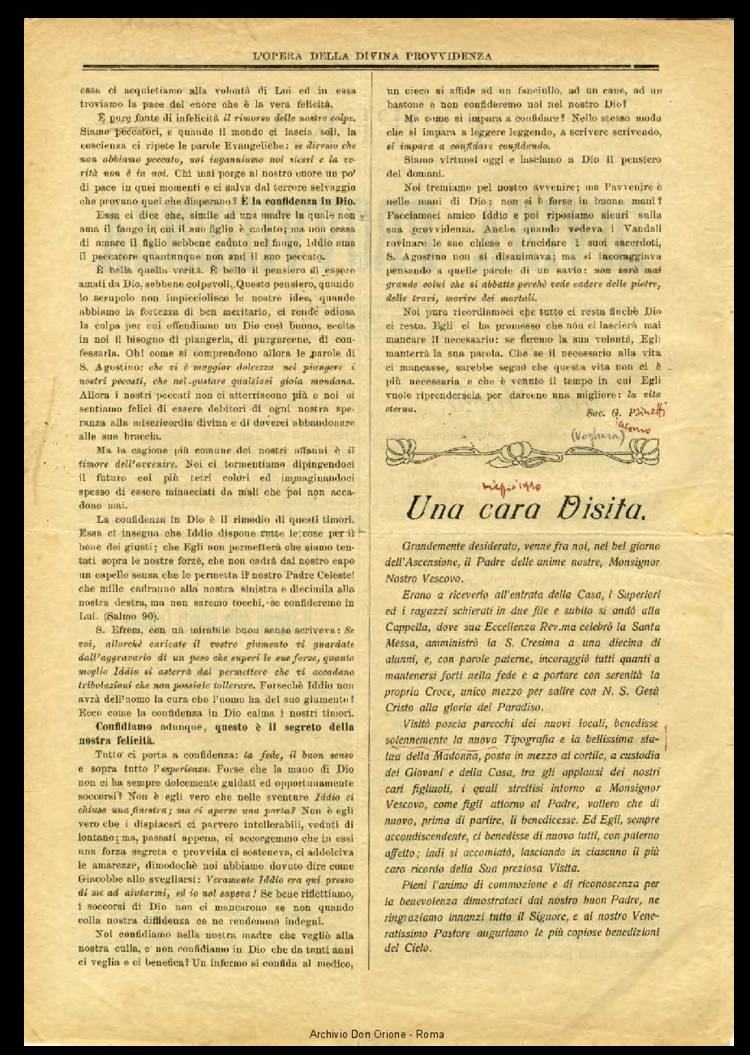 L'OPERA DELLA DIVINA PROVVIDENZA
essa ci acquietiamo alla volontà di Lui ed in essa
troviamo la pace del cuore che è la vera felicità.
È pure fonte di infelicità il rimorso delle nostre colpe.
Siamo peccatori, e quando il mondo ci lascia soli, la
coscienza ci ripete le parole Evangeliche: se diremo che
non abbiamo peccato, noi inganniamo noi stessi e la ve-
rità non è in noi. Chi mai porge al nostro cuore un po'
di pace in quei momenti e ci salva dal terrore selvaggio
che provano quei che disperano? È la confidenza in Dio.
Essa ci dice che, simile ad una madre la quale non
ama il fango in cui il suo figlio è caduto; ma non cessa
di amare il figlio sebbene caduto nel fango, Iddio ama
il peccatore quantunque non ami il suo peccato.
È bella quella verità. È bello il pensiero di essere
amati da Dio, sebbene colpevoli. Questo pensiero, quando
lo scrupolo non impicciolisce le nostre idee, quando
abbiamo la fortezza di ben meritarlo, ci rende odiosa
la colpa per cui offendiamo un Dio così buono, eccita
in noi il bisogno di piangerla, di purgarcene, di con-
fessarla. Oh! come si comprendono allora le parole di
S. Agostino: che vi è maggior dolcezza nel piangere i
nostri peccati, che nel gustare qualsiasi gioia mondana.
Allora i nostri peccati non ci atterriscono più e noi ci
sentiamo felici di essere debitori di ogni nostra spe-
ranza alla misericordia divina e di doverci abbandonare
alle sue braccia.
Ma la cagione più comune dei nostri affanni è il
timore dell'avvenire. Noi ci tormentiamo dipingendoci
il futuro coi più tetri colori ed immaginandoci
spesso di essere minacciati da mali che poi non acca-
dono mai.
La confidenza in Dio è il rimedio di questi timori.
Essa ci insegna che Iddio dispone tutte le cose per il
bene dei giusti; che Egli non permetterà che siamo ten-
tati sopra le nostre forze, che non cadrà dal nostro capo
un capello senza che lo permetta il nostro Padre Celeste!
che mille cadranno alla nostra sinistra e diecimila alla
nostra destra, ma non saremo tocchi, se confideremo in
Lui. (Salmo 90).
S. Efrem, con un mirabile buon senso scriveva: Se
voi, allorchè caricate il vostro giumento vi guardate
dall'aggravarlo di un peso che superi le sue forze, quanto
meglio Iddio si asterrà dal permettere che vi accadano
tribolazioni che non possiate tollerare. Forsechè Iddio non
avrà dell'uomo la cura che l'uomo ha del suo giumento?
Ecco come la confidenza in Dio calma i nostri timori.
Confidiamo adunque, questo è il segreto della
nostra felicità.
Tutto ci porta a confidenza: la fede, il buon senso
e sopra tutto l'esperienza. Forse che la mano di Dio
non ci ha sempre dolcemente guidati ed opportunamente
soccorsi? Non è egli vero che nelle sventure Iddio ci
chiuse una finestra; ma ci aperse una porta? Non è egli
vero che i dispiaceri ci parvero intollerabili, veduti di
lontano; ma, passati appena, ci accorgemmo che in essi
una forza segreta e provvida ci sosteneva, ci addolciva
le amarezze, dimodochè noi abbiamo dovuto dire come
Giacobbe allo svegliarsi: Veramente Iddio era qui presso
di me ad aiutarmi, ed io nol sapeva! Se bene riflettiamo,
i soccorsi di Dio non ci mancarono se non quando
colla nostra diffidenza ce ne rendemmo indegni.
Noi confidiamo nella nostra madre che vegliò alla
nostra culla, e non confidiamo in Dio che da tanti anni
ci veglia e ci benefica? Un infermo si confida al medico,
un cieco si affida ad un fanciullo, ad un cane, ad un
bastone e non confideremo noi nel nostro Dio?
Ma come si impara a confidare? Nello stesso modo
che si impara a leggere leggendo, a scrivere scrivendo,
si impara a confidare confidando.
Siamo virtuosi oggi e lasciamo a Dio il pensiero
del domani.
Noi tremiamo pel nostro avvenire; ma l'avvenire è
nelle mani di Dio; non si è forse in buone mani?
Facciamoci amico Iddio e poi riposiamo sicuri sulla
sua provvidenza. Anche quando vedeva i Vandali
rovinare le sue chiese e trucidare i suoi sacerdoti,
S. Agostino non si disanimava; ma si incoraggiava
pensando a quelle parole di un savio: non sarà mai
grande colui che si abbatte perchè vede cadere delle pietre,
delle travi, morire dei mortali.
Noi pure ricordiamoci che tutto ci resta finchè Dio
ci resta. Egli ci ha promesso che non ci lascierà mai
mancare il necessario: se faremo la sua volontà, Egli
manterrà la sua parola. Che se il necessario alla vita
ci mancasse, sarebbe segno che questa vita non ci è
più necessaria e che è venuto il tempo in cui Egli
vuole riprendersela per darcene una migliore: la vita
eterna.
Sac. G. Pinetti
iacomo
(Voghera)
maggio 1910
Una cara Visita.
Grandemente desiderato, venne fra noi, nel bel giorno
dell'Ascensione, il Padre delle anime nostre, Monsignor
Nostro Vescovo.
Erano a riceverlo all'entrata della Casa, i Superiori
ed i ragazzi schierati in due file e subito si andò alla
Cappella, dove sua Eccellenza Rev.ma celebrò la Santa
Messa, amministrò la S. Cresima a una diecina di
alunni, e, con parole paterne, incoraggiò tutti quanti a
mantenersi forti nella fede e a portare con serenità la
propria Croce, unico mezzo per salire con N. S. Gesù
Cristo alla gloria del Paradiso.
Visitò poscia parecchi dei nuovi locali, benedisse
solennemente la nuova Tipografia e la bellissima sta-
tua della Madonna, posta in mezzo al cortile, a custodia
dei Giovani e della Casa, tra gli applausi dei nostri
cari figliuoli, i quali strettisi intorno a Monsignor
Vescovo, come figli attorno al Padre, vollero che di
nuovo, prima di partire, li benedicesse. Ed Egli, sempre
accondiscendente, ci benedisse di nuovo tutti, con paterno
affetto; indi si accomiatò, lasciando in ciascuno il più
caro ricordo della Sua preziosa Visita.
Pieni l'animo di commozione e di riconoscenza per
la benevolenza dimostrataci dal nostro buon Padre, ne
ringraziamo innanzi tutto il Signore, e al nostro Vene-
ratissimo Pastore auguriamo le più copiose benedizioni
del Cielo.
Archivio Don Orione - Roma